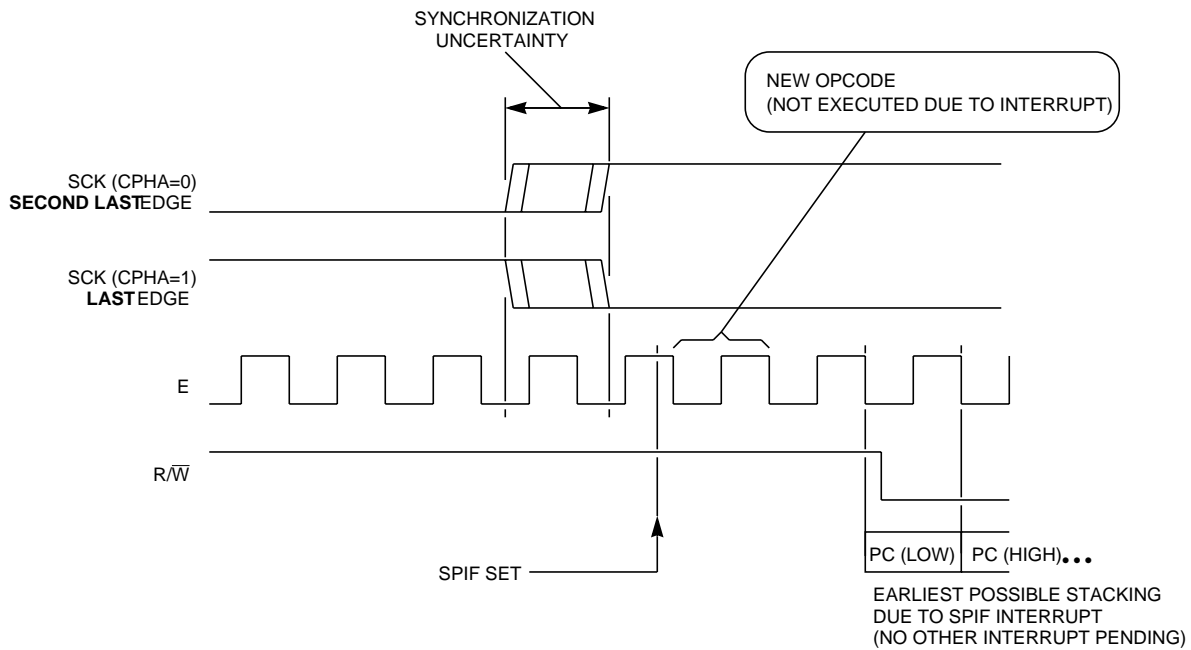 SYNCHRONIZATION
UNCERTAINTY
NEW OPCODE
(NOT EXECUTED DUE TO INTERRUPT)
SCK (CPHA=0)
SECOND LASTEDGE
SCK (CPHA=1)
LASTEDGE
E
R/W̅
SPIF SET
PC (LOW)
PC (HIGH)...
EARLIEST POSSIBLE STACKING
DUE TO SPIF INTERRUPT
(NO OTHER INTERRUPT PENDING)